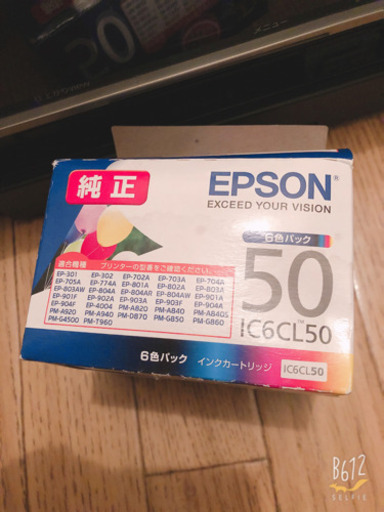 メニュー
純正
EPSON
EXCEED YOUR VISION
6色パック
50
IC6CL50
適合機種 プリンターの型番をご確認ください。
EP-301 EP-302 EP-702A EP-703A EP-704A
EP-705A EP-774A EP-801A EP-802A EP-803A
EP-803AW EP-804A EP-804AR EP-804AW EP-901A
EP-901F EP-902A EP-903A EP-903F EP-904A
EP-904F EP-4004 PM-A820 PM-A840 PM-A840S
PM-A920 PM-A940 PM-D870 PM-G850 PM-G860
PM-G4500 PM-T960
6色パック インクカートリッジ IC6CL50
B612
SELFIE